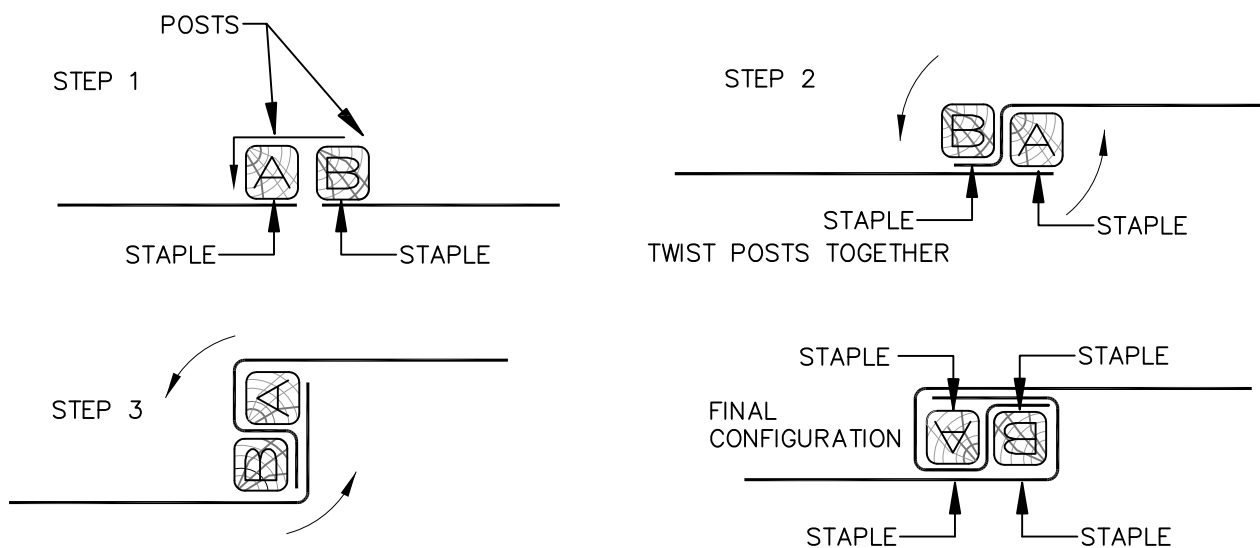 POSTS
STEP 1
A B
STAPLE STAPLE
STEP 2
B A
STAPLE
STAPLE
TWIST POSTS TOGETHER
STEP 3
A
B
STAPLE STAPLE
FINAL
CONFIGURATION
A B
STAPLE STAPLE